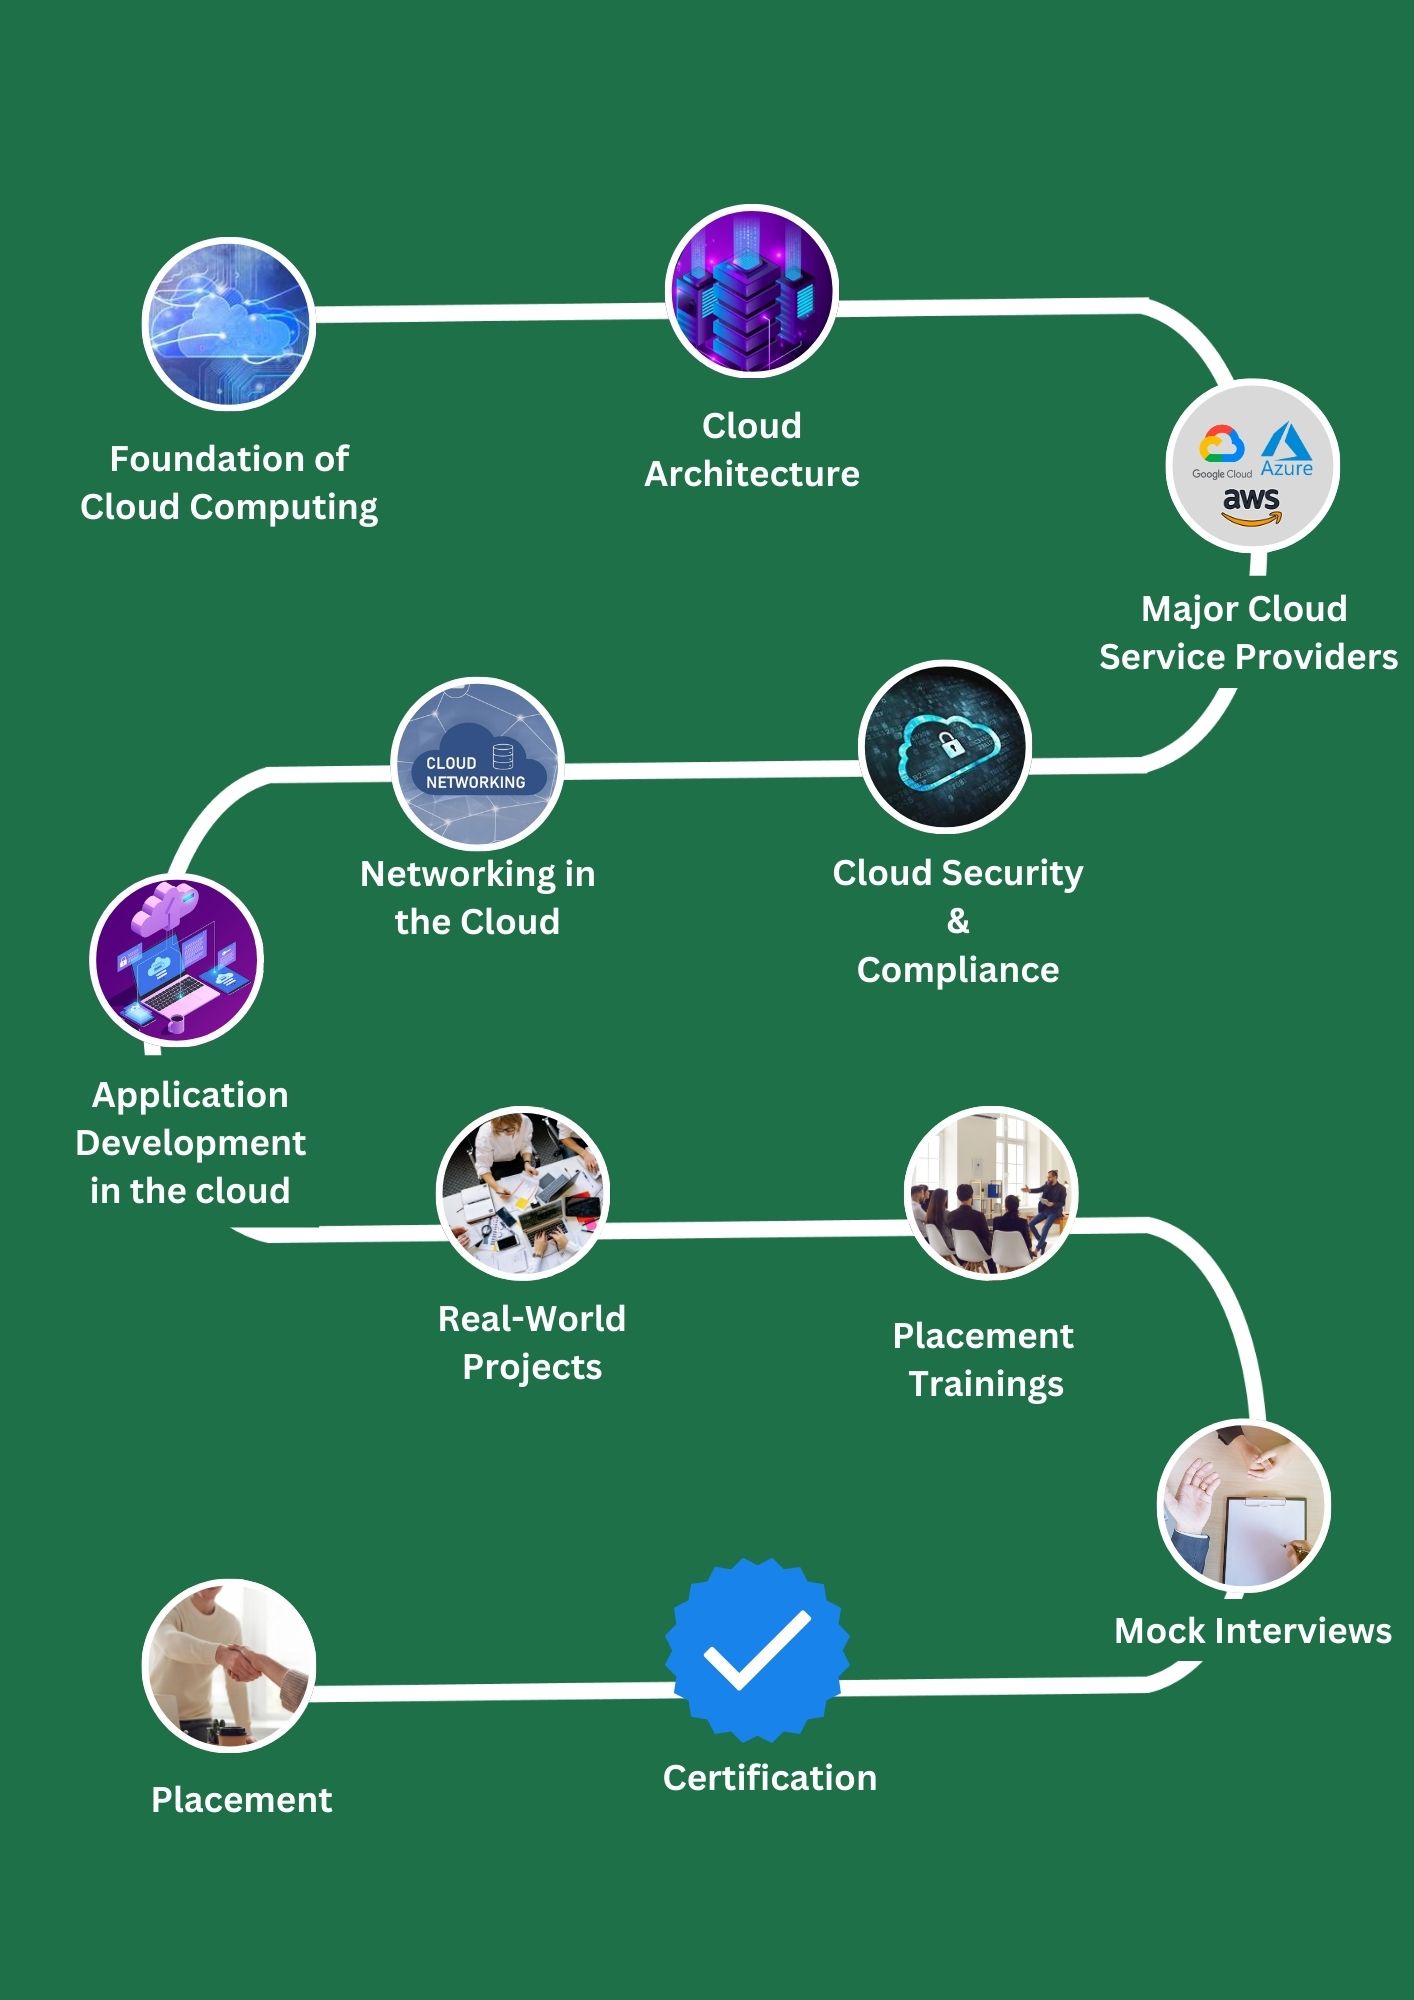 Foundation of
Cloud Computing
Cloud
Architecture
Google Cloud
Azure
aws
Major Cloud
Service Providers
Cloud Security
&
Compliance
CLOUD
NETWORKING
Networking in
the Cloud
Application
Development
in the cloud
Real-World
Projects
Placement
Trainings
Mock Interviews
Certification
Placement